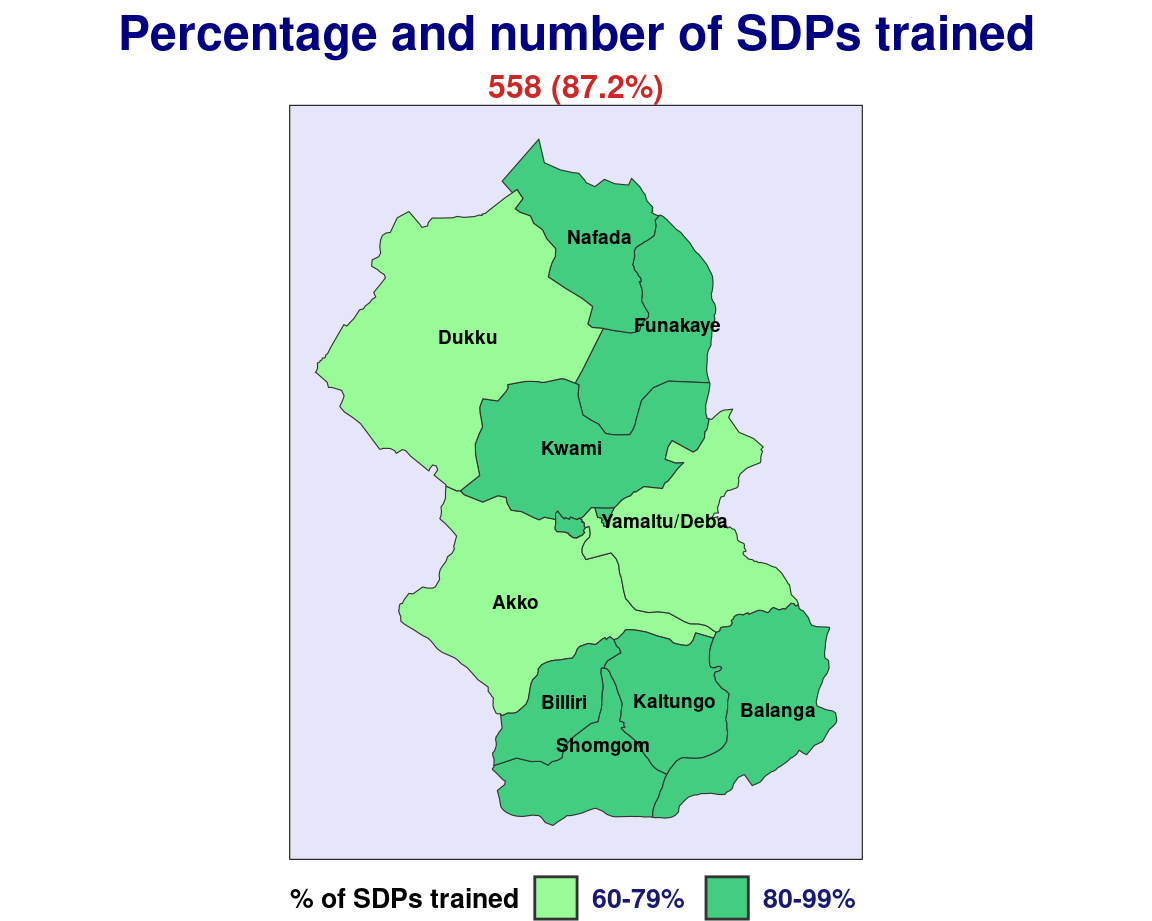 Percentage and number of SDPs trained
558 (87.2%)
Nafada
Funakaye
Dukku
Kwami
Yamaltu/Deba
Akko
Billiri
Kaltungo
Balanga
Shomgom
% of SDPs trained 60-79% 80-99%